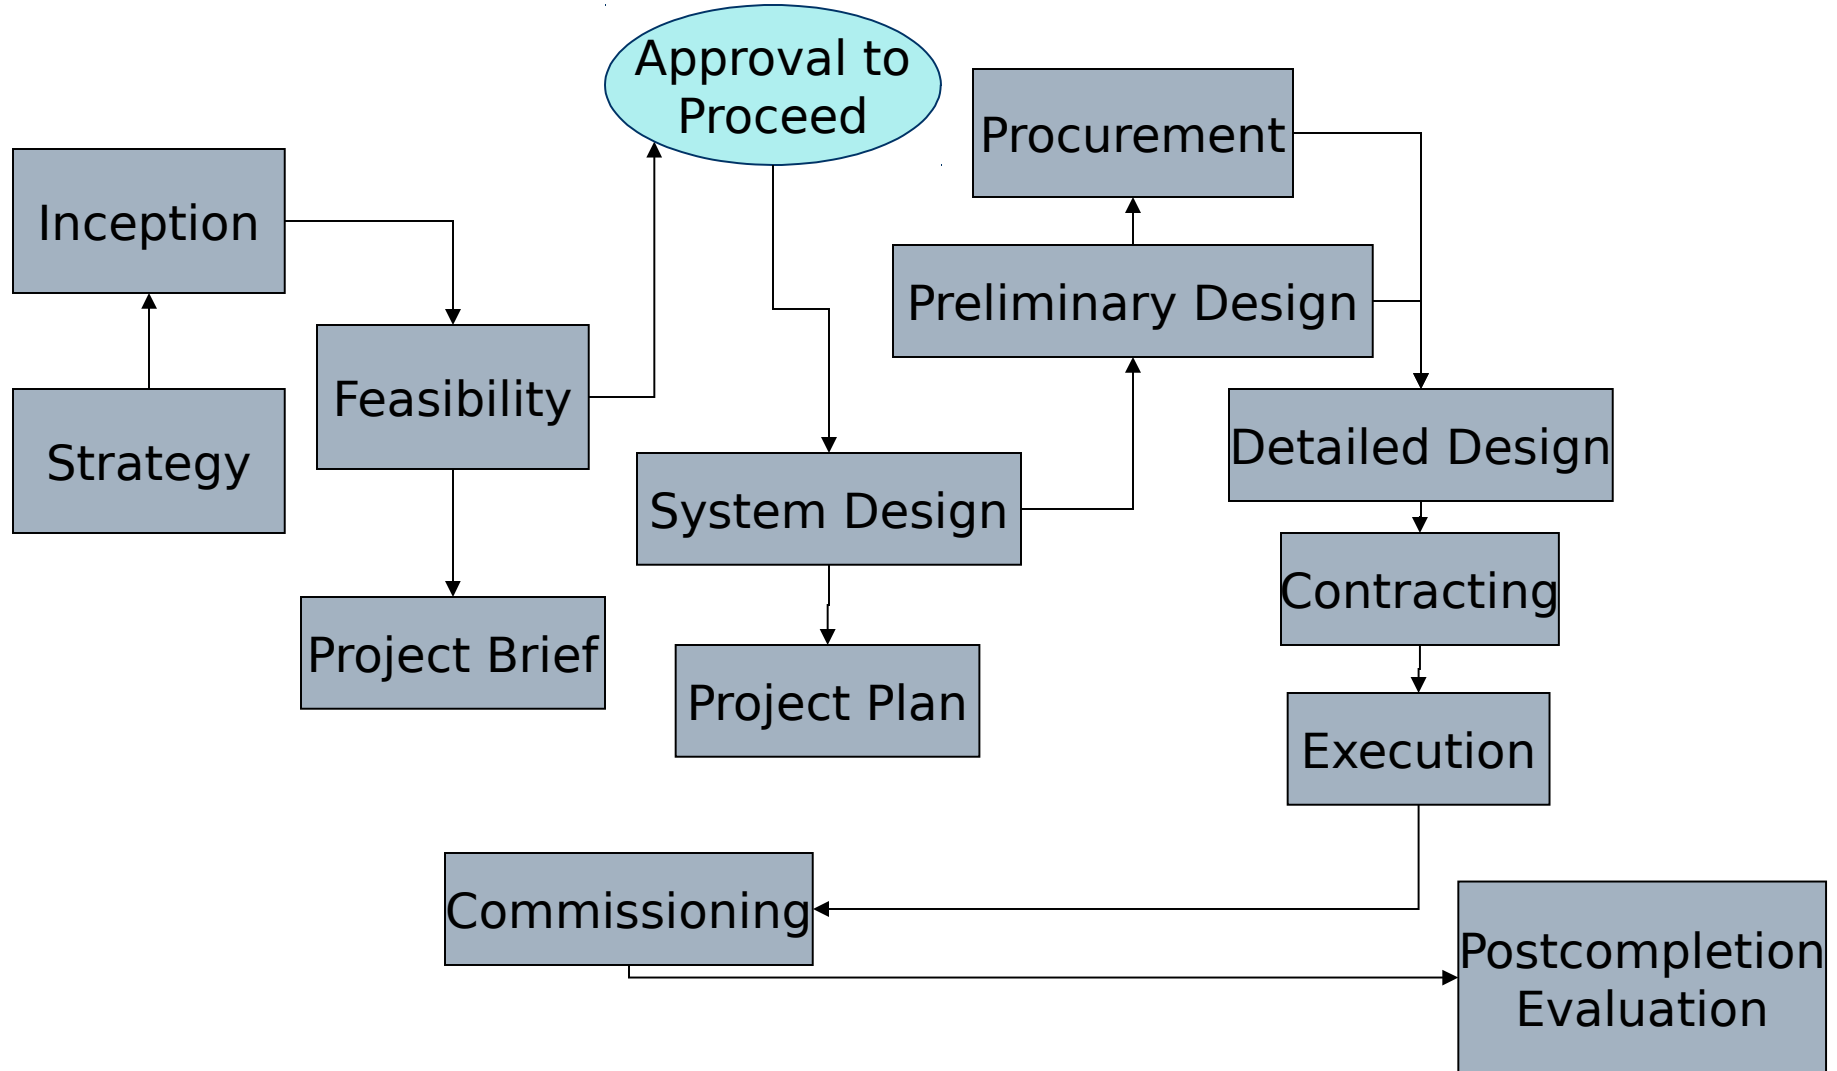 Approval to
Proceed
Procurement
Inception
Preliminary Design
Feasibility
Strategy
Detailed Design
System Design
Contracting
Project Brief
Project Plan
Execution
Commissioning
Postcompletion
Evaluation